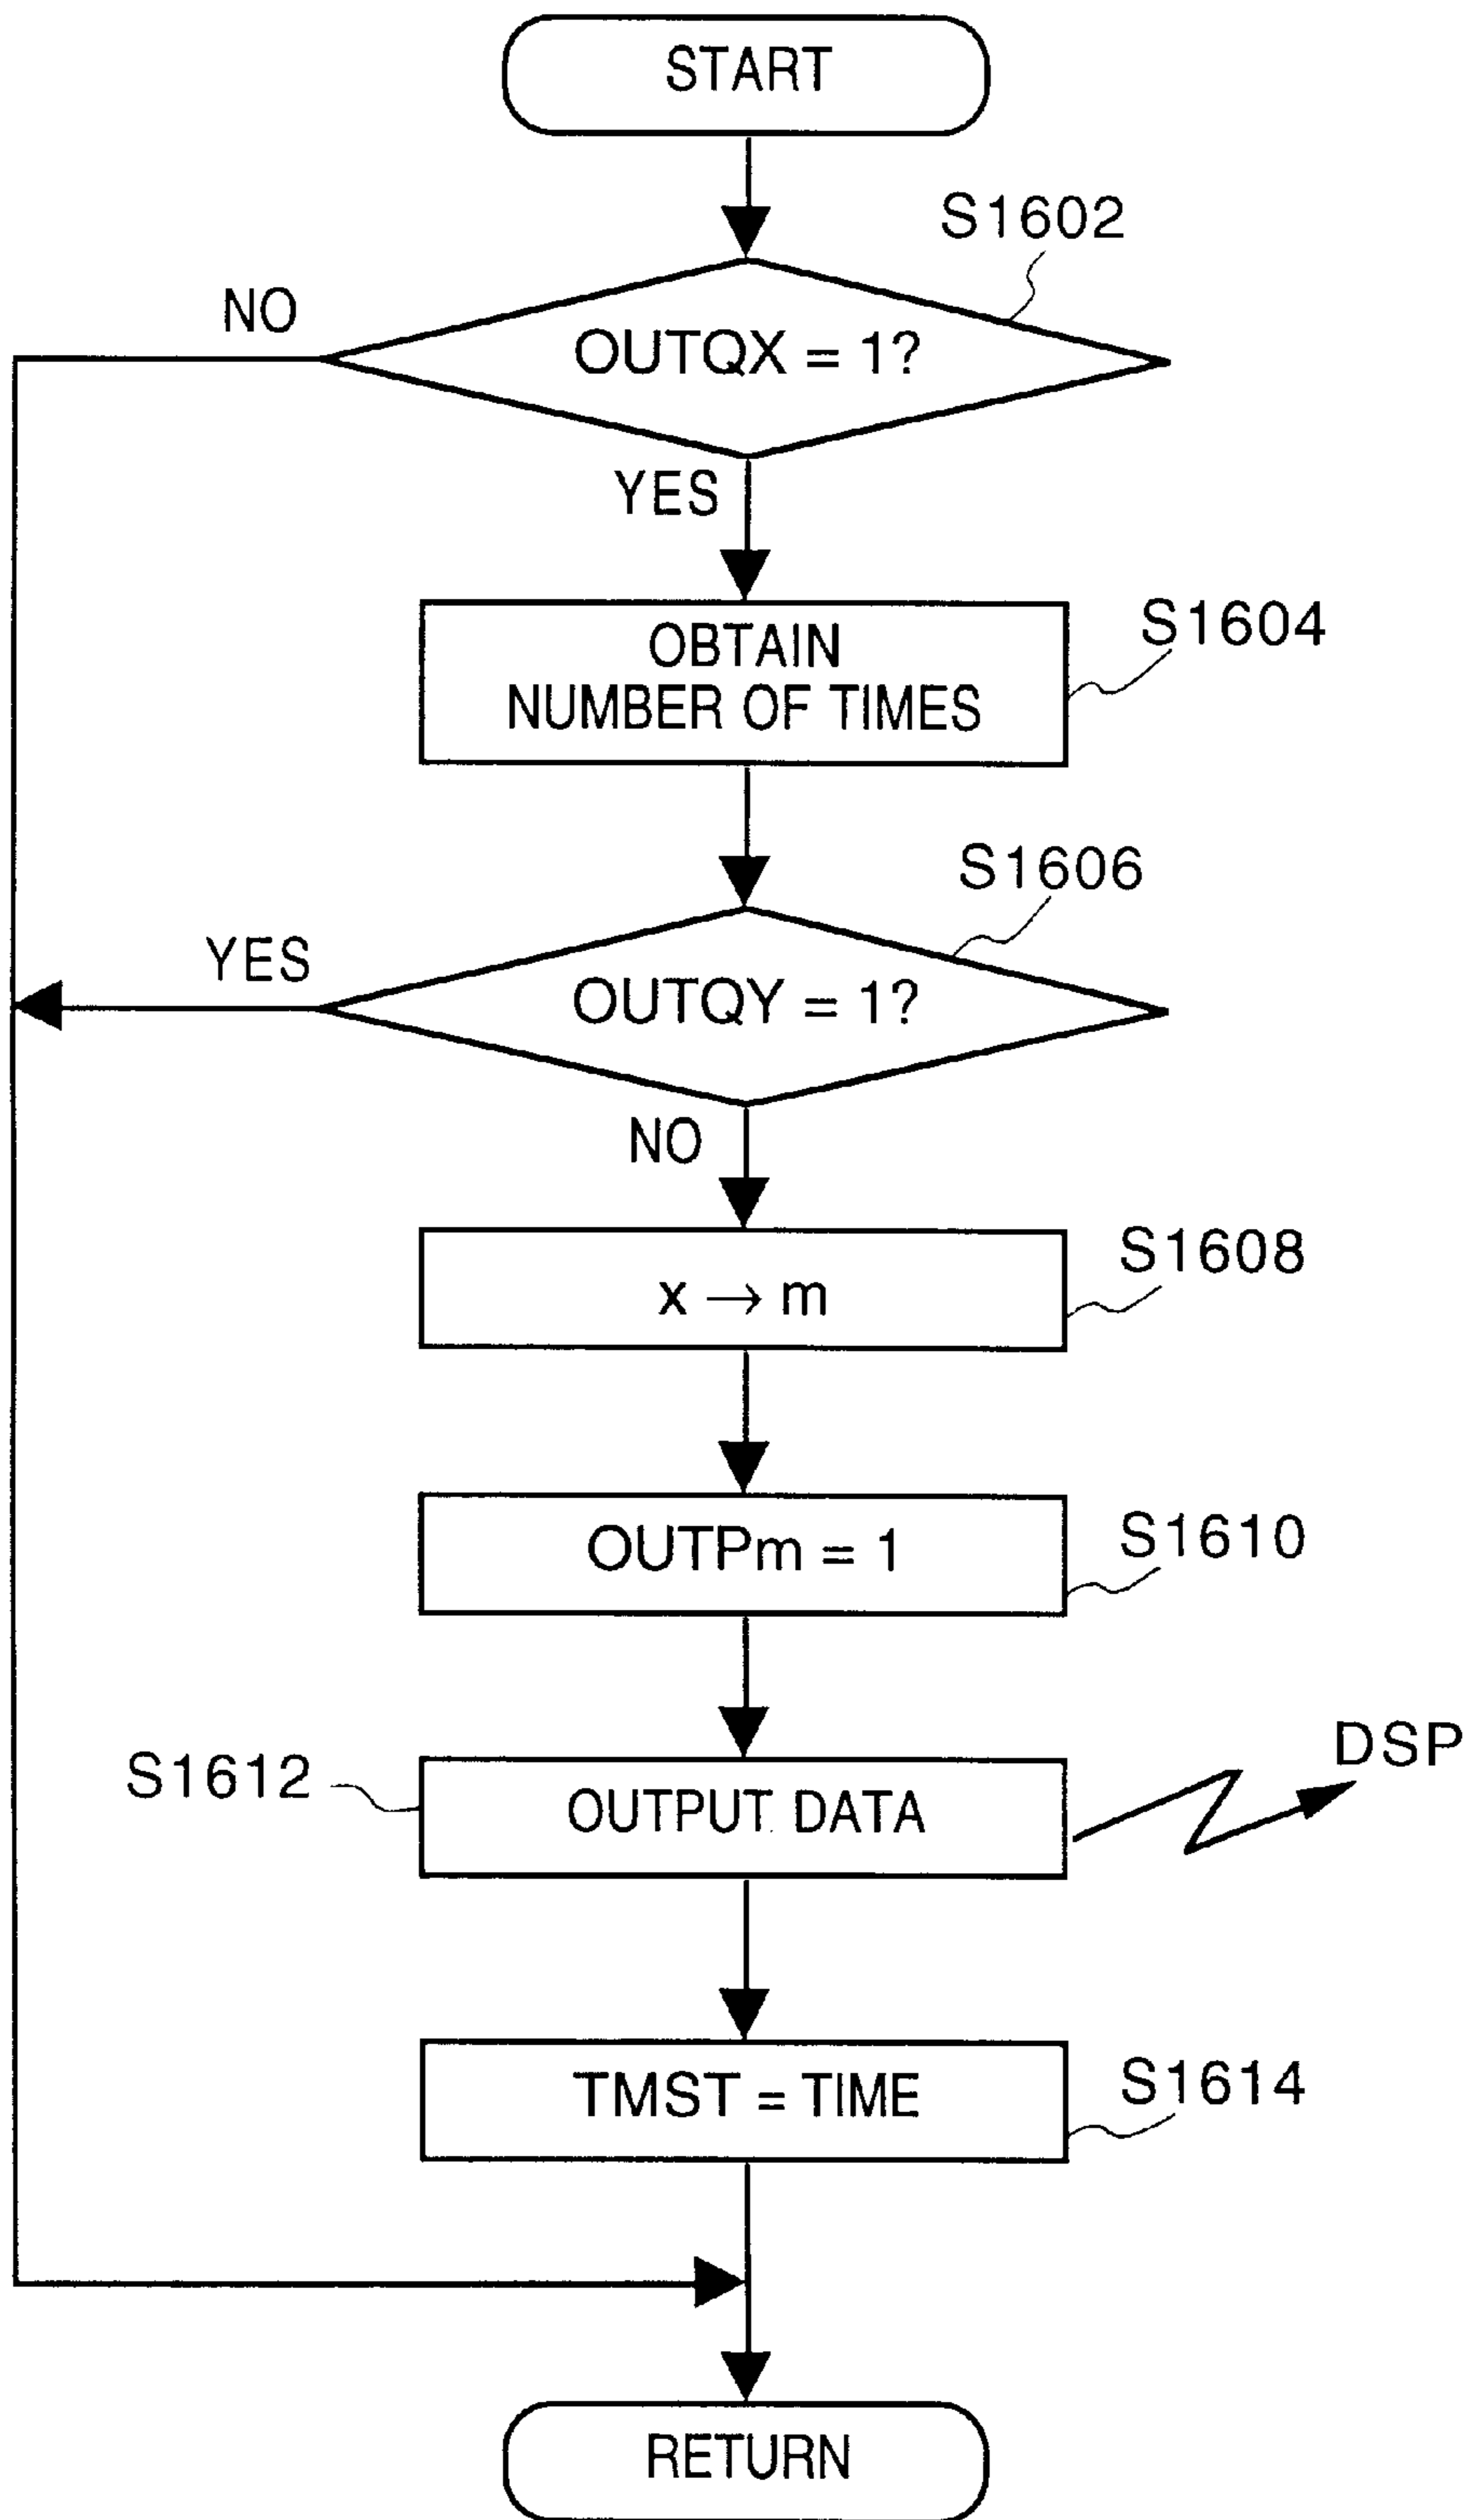 START
S1602
NO
OUTQX = 1?
YES
OBTAIN
NUMBER OF TIMES
S1604
S1606
YES
OUTQY = 1?
NO
x → m
S1608
OUTPm = 1
S1610
S1612
OUTPUT DATA
DSP
TMST = TIME
S1614
RETURN